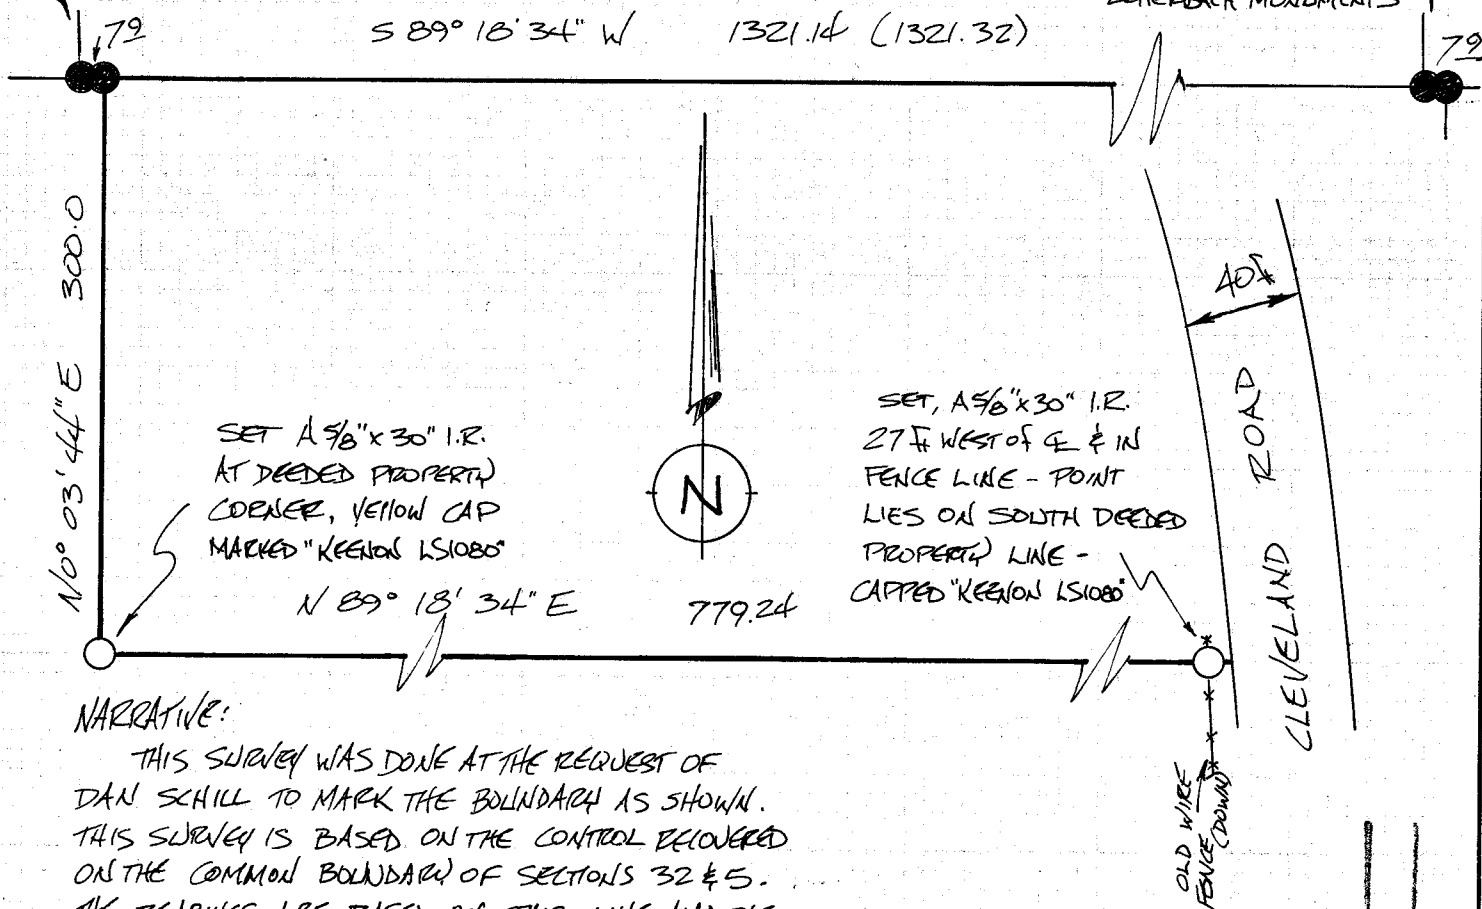 MONUMENTS
79
S 89° 18' 34" W 1321.14 (1321.32)
79
N 0° 03' 44" E 300.0
40±
SET A 5/8" x 30" I.R.
AT DEEDED PROPERTY
CORNER, YELLOW CAP
MARKED "KEENON LS1080"
N
SET, A 5/8" x 30" I.R.
27± WEST of ℄ & IN
FENCE LINE - POINT
LIES ON SOUTH DEEDED
PROPERTY LINE -
CAPPED "KEENON LS1080"
CLEVELAND ROAD
N 89° 18' 34" E 779.24
NARRATIVE:
THIS SURVEY WAS DONE AT THE REQUEST OF
DAN SCHILL TO MARK THE BOUNDARY AS SHOWN.
THIS SURVEY IS BASED ON THE CONTROL RECOVERED
ON THE COMMON BOUNDARY OF SECTIONS 32 & 5.
OLD WIRE
FENCE
(DOWN)